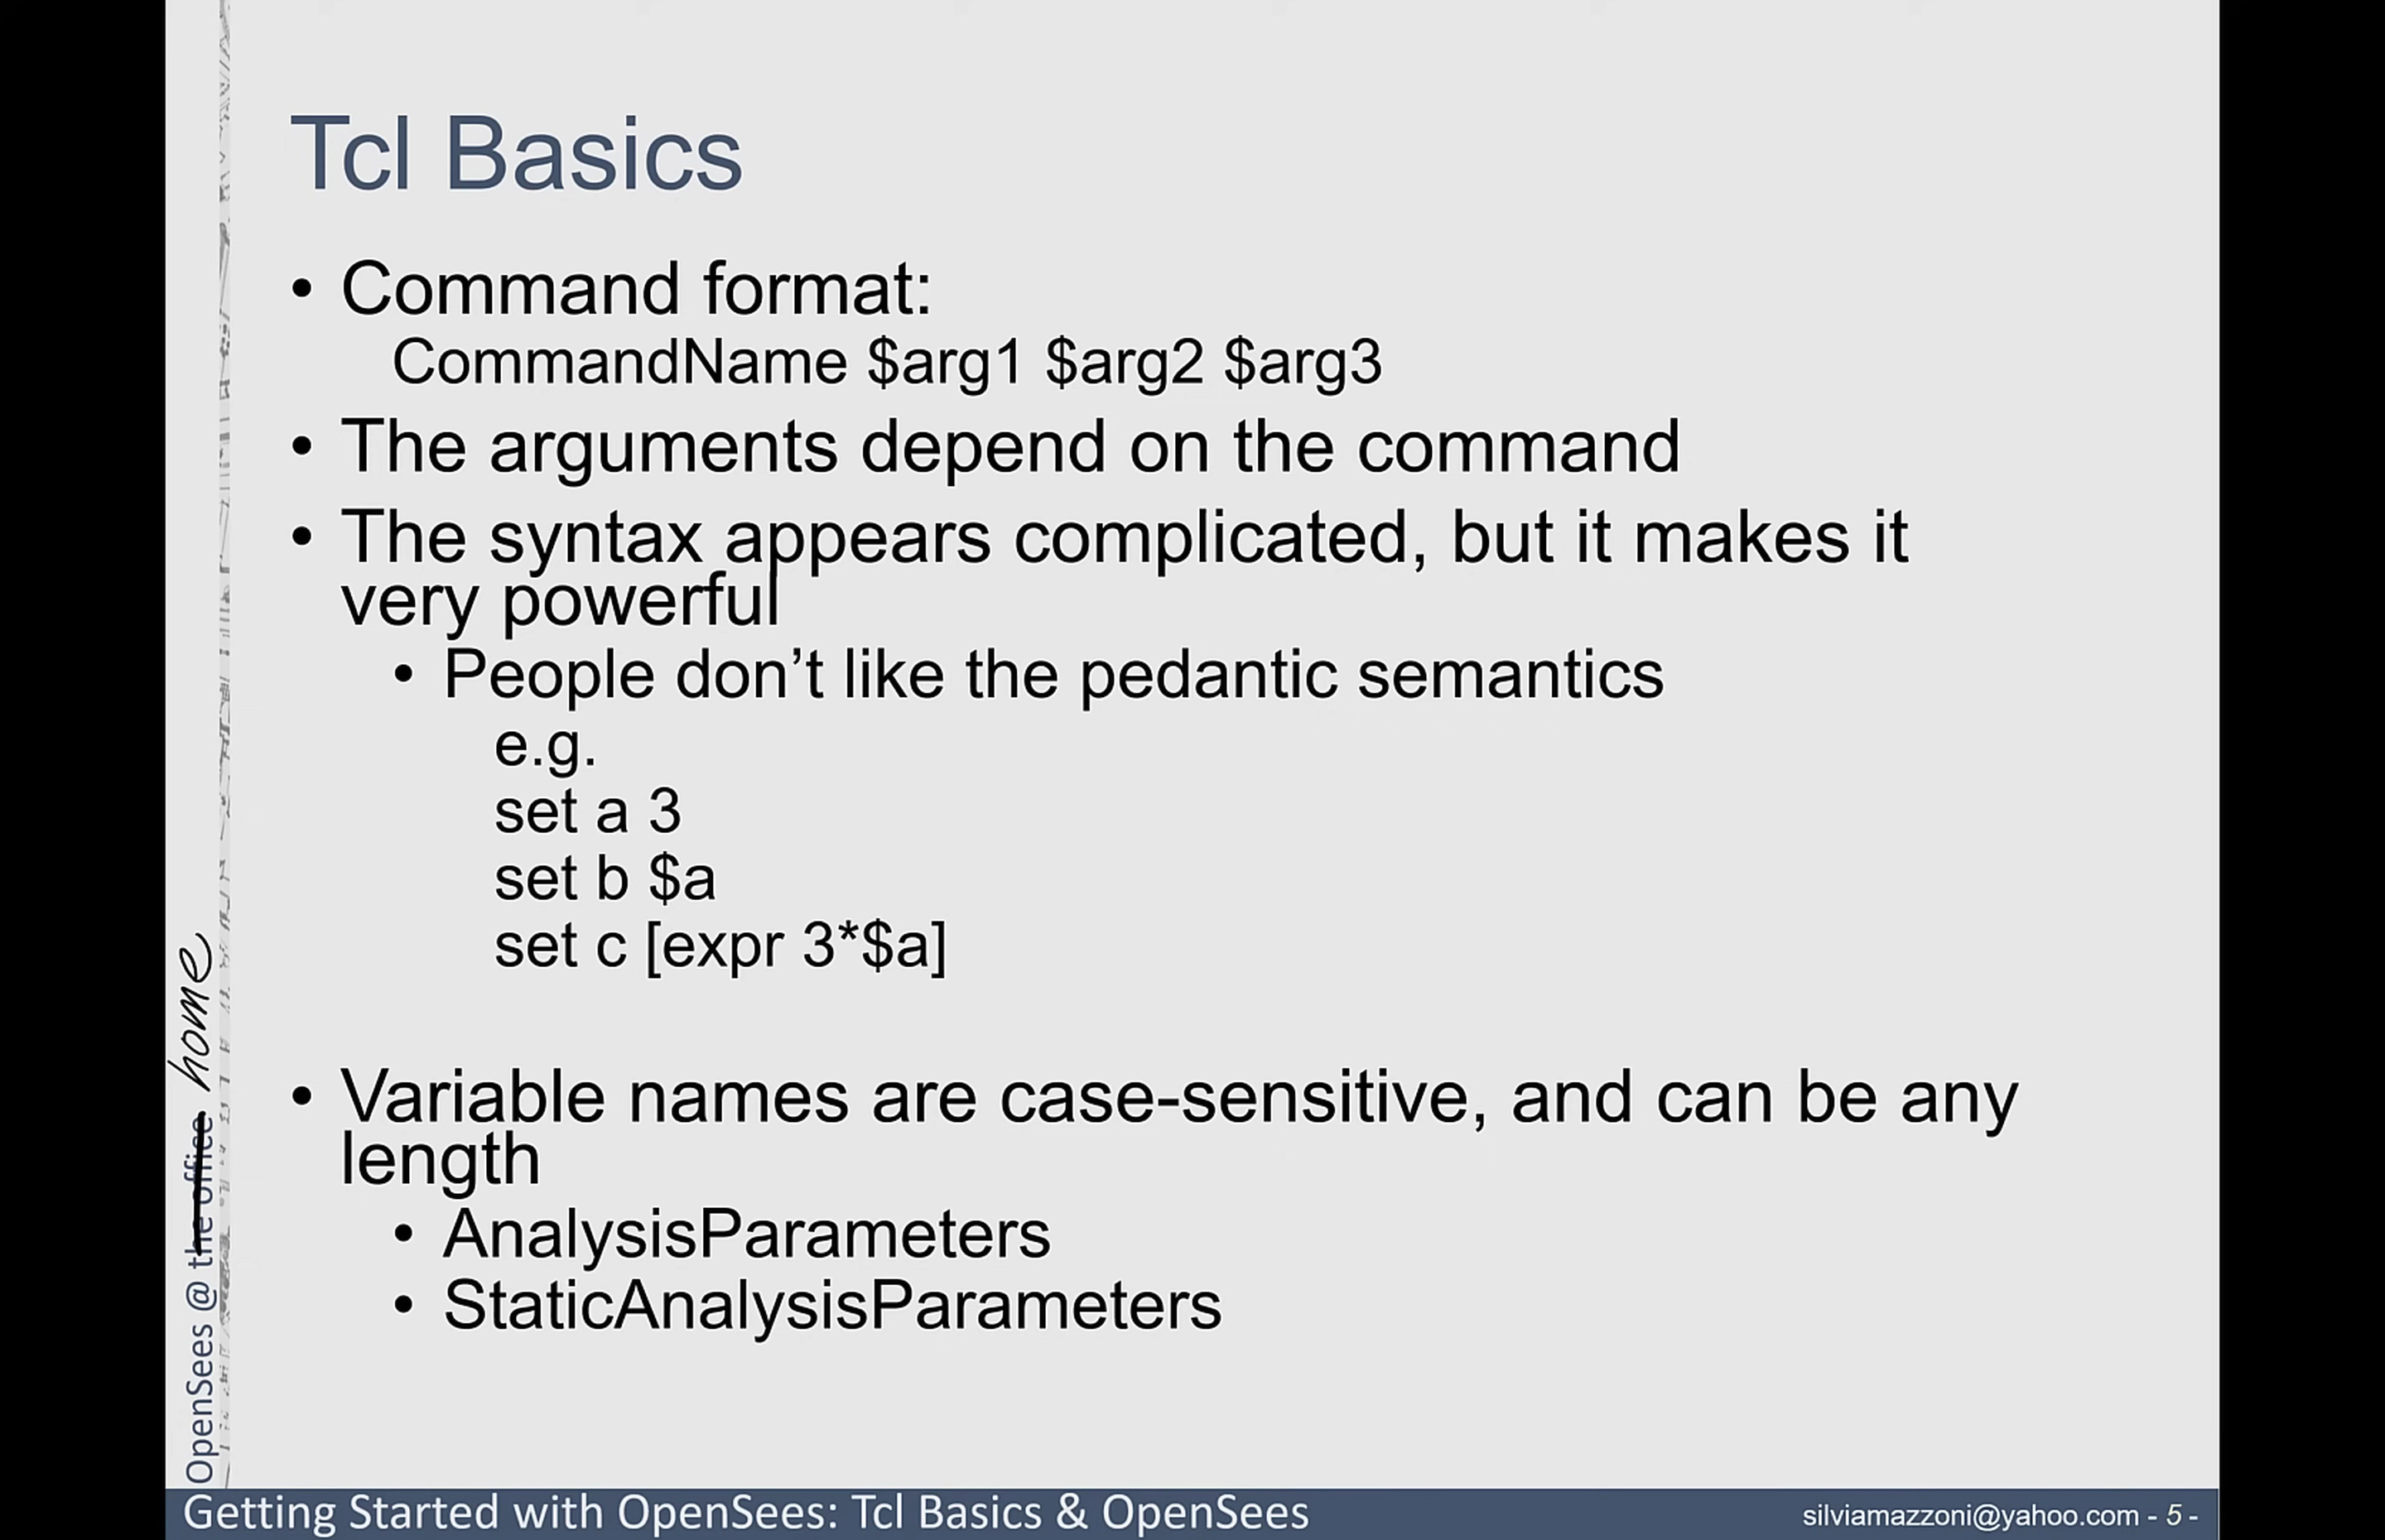 Tcl Basics
• Command format:
CommandName $arg1 $arg2 $arg3
• The arguments depend on the command
• The syntax appears complicated, but it makes it
very powerful
• People don’t like the pedantic semantics
e.g.
set a 3
set b $a
set c [expr 3*$a]
• Variable names are case-sensitive, and can be any
length
• AnalysisParameters
• StaticAnalysisParameters
OpenSees @ the office home
Getting Started with OpenSees: Tcl Basics & OpenSees
silviamazzoni@yahoo.com - 5 -